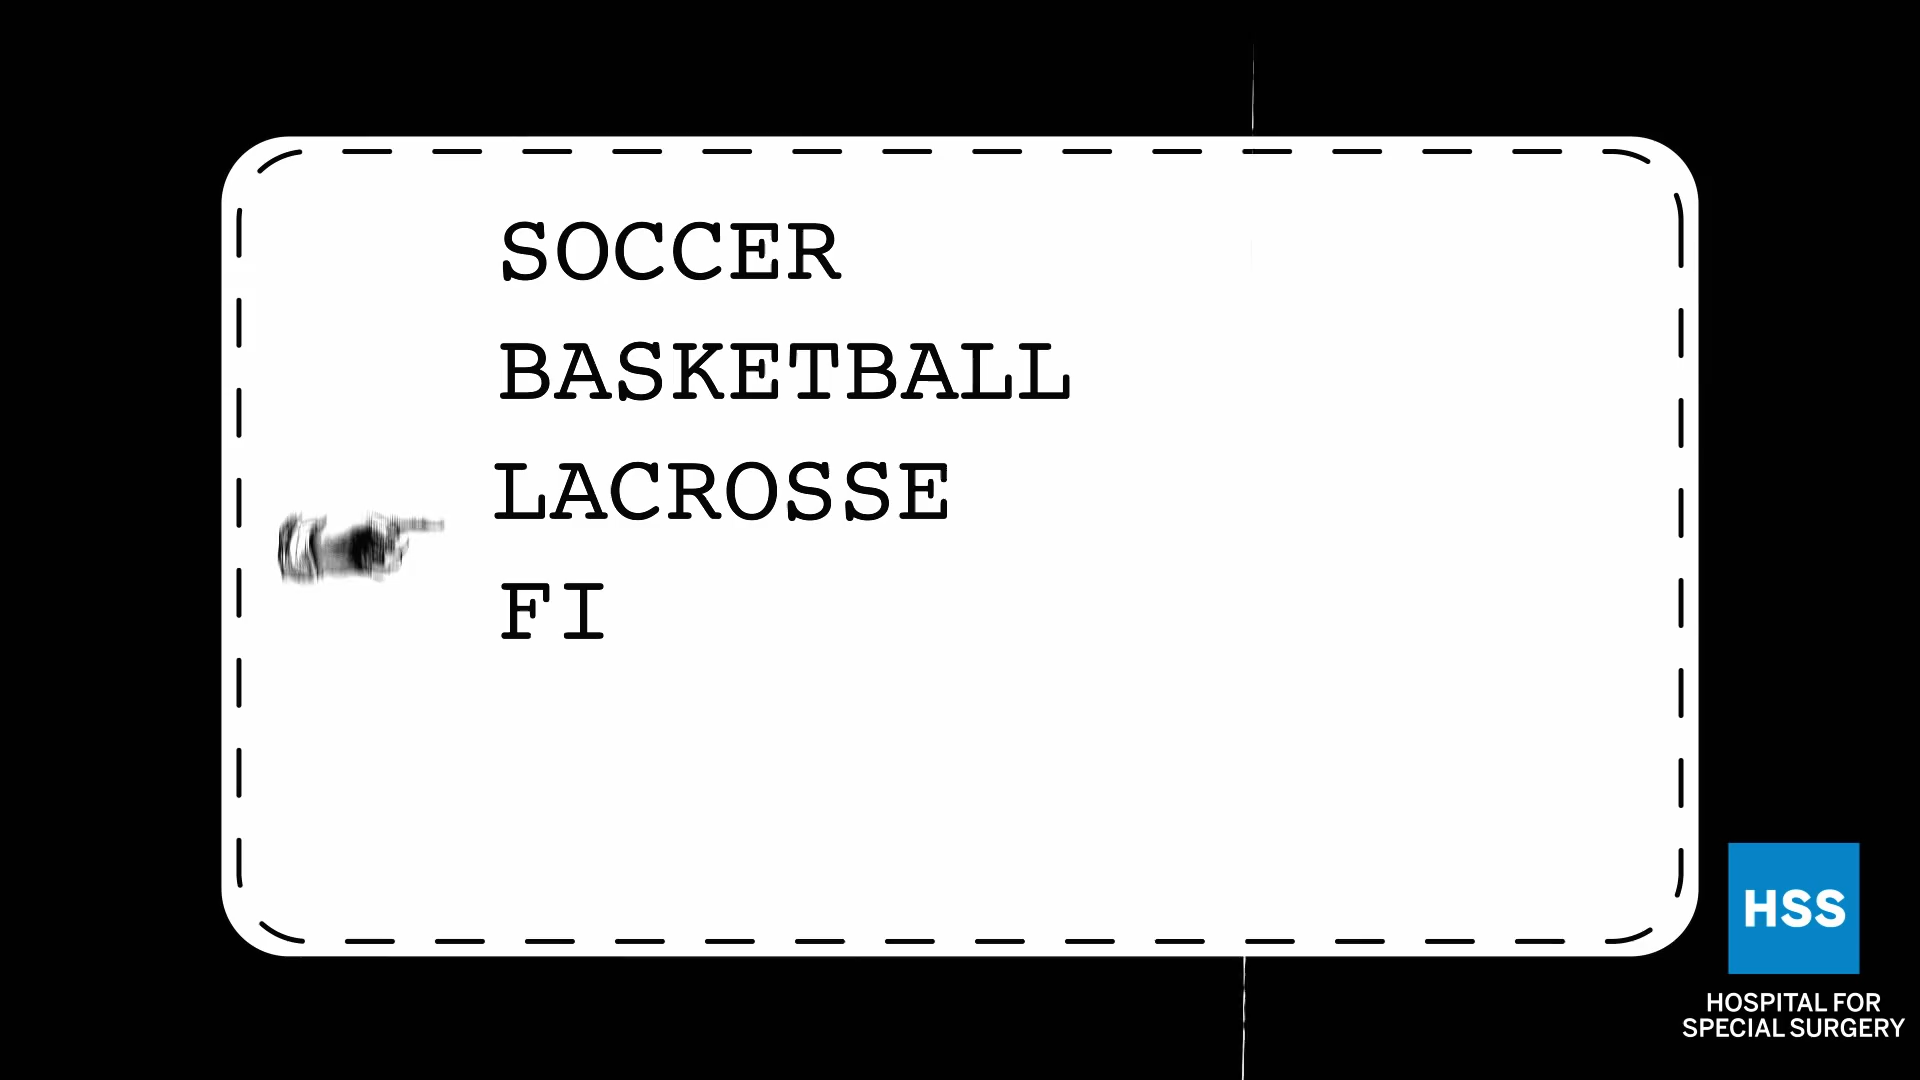 SOCCER
BASKETBALL
LACROSSE
FI
HSS
HOSPITAL FOR
SPECIAL SURGERY